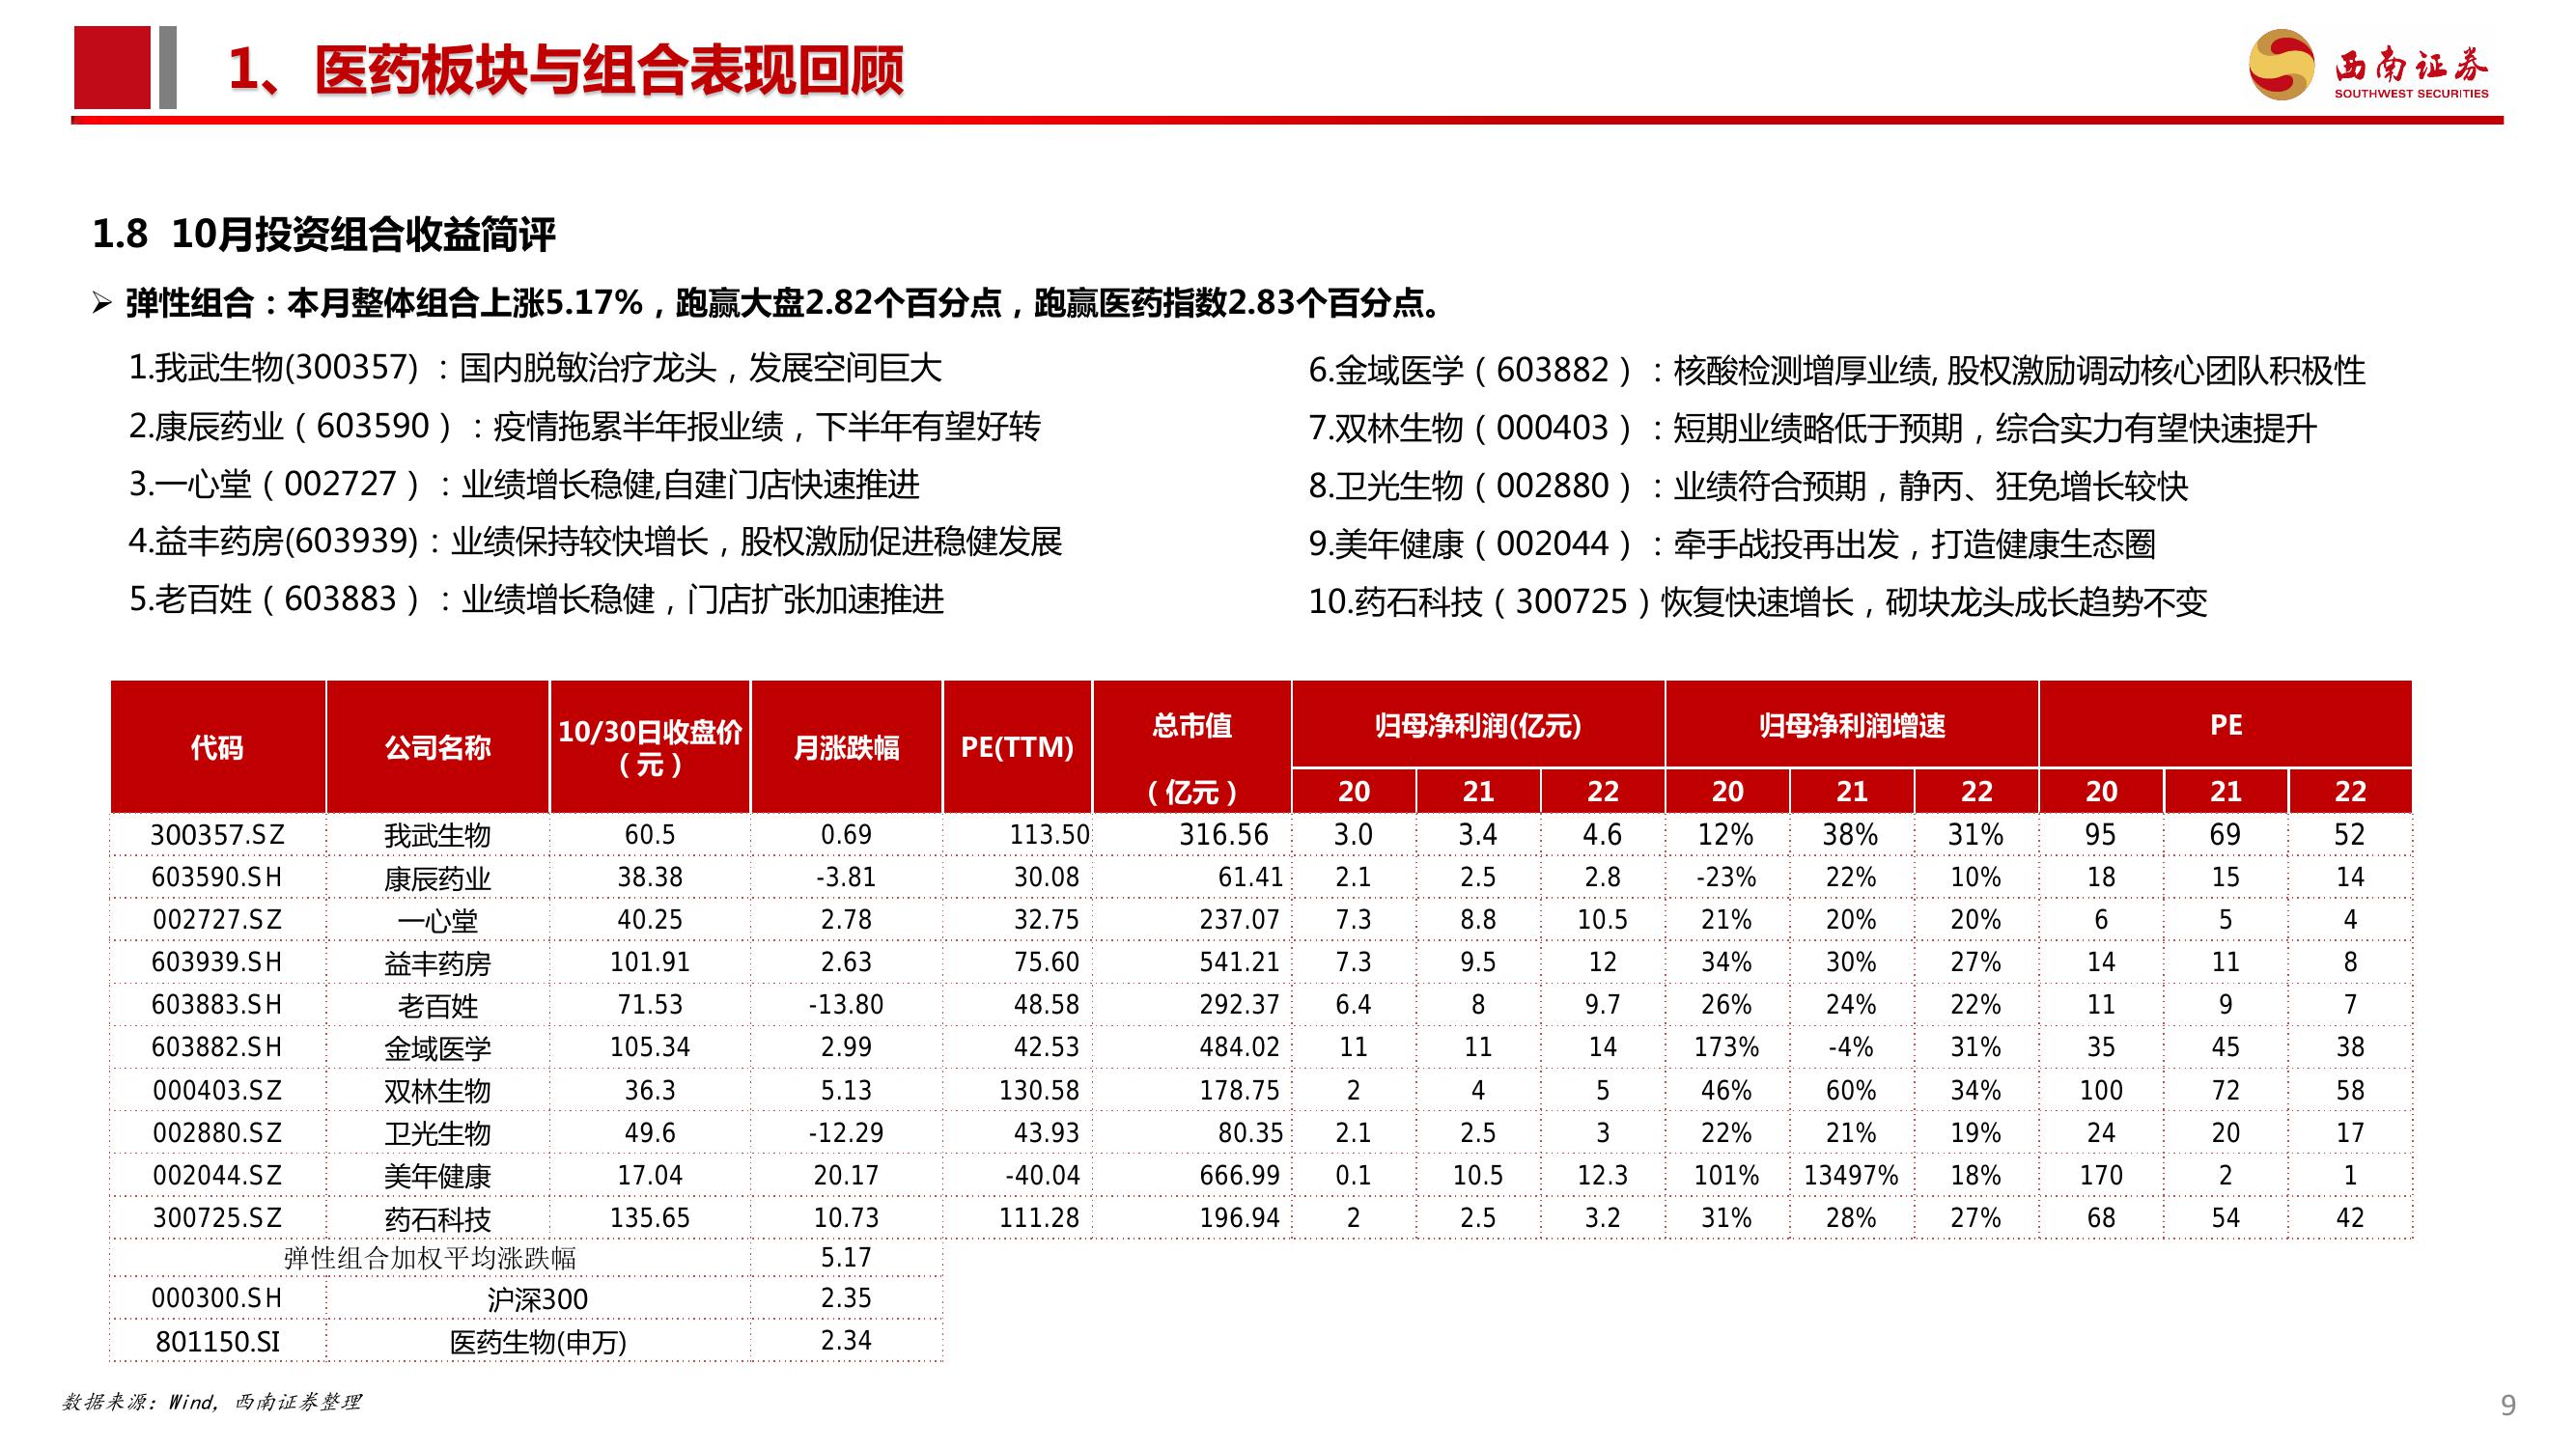 1、医药板块与组合表现回顾
西南证券
SOUTHWEST SECURITIES
1.8 10月投资组合收益简评
➢ 弹性组合：本月整体组合上涨5.17%，跑赢大盘2.82个百分点，跑赢医药指数2.83个百分点。
1.我武生物(300357) ：国内脱敏治疗龙头，发展空间巨大
2.康辰药业（603590）：疫情拖累半年报业绩，下半年有望好转
3.一心堂（002727）：业绩增长稳健,自建门店快速推进
4.益丰药房(603939)：业绩保持较快增长，股权激励促进稳健发展
5.老百姓（603883）：业绩增长稳健，门店扩张加速推进
6.金域医学（603882）：核酸检测增厚业绩, 股权激励调动核心团队积极性
7.双林生物（000403）：短期业绩略低于预期，综合实力有望快速提升
8.卫光生物（002880）：业绩符合预期，静丙、狂免增长较快
9.美年健康（002044）：牵手战投再出发，打造健康生态圈
10.药石科技（300725）恢复快速增长，砌块龙头成长趋势不变
代码 公司名称 10/30日收盘价（元） 月涨跌幅 PE(TTM) 总市值（亿元） 归母净利润(亿元) 归母净利润增速 PE
20 21 22 20 21 22 20 21 22
300357.SZ 我武生物 60.5 0.69 113.50 316.56 3.0 3.4 4.6 12% 38% 31% 95 69 52
603590.SH 康辰药业 38.38 -3.81 30.08 61.41 2.1 2.5 2.8 -23% 22% 10% 18 15 14
002727.SZ 一心堂 40.25 2.78 32.75 237.07 7.3 8.8 10.5 21% 20% 20% 6 5 4
603939.SH 益丰药房 101.91 2.63 75.60 541.21 7.3 9.5 12 34% 30% 27% 14 11 8
603883.SH 老百姓 71.53 -13.80 48.58 292.37 6.4 8 9.7 26% 24% 22% 11 9 7
603882.SH 金域医学 105.34 2.99 42.53 484.02 11 11 14 173% -4% 31% 35 45 38
000403.SZ 双林生物 36.3 5.13 130.58 178.75 2 4 5 46% 60% 34% 100 72 58
002880.SZ 卫光生物 49.6 -12.29 43.93 80.35 2.1 2.5 3 22% 21% 19% 24 20 17
002044.SZ 美年健康 17.04 20.17 -40.04 666.99 0.1 10.5 12.3 101% 13497% 18% 170 2 1
300725.SZ 药石科技 135.65 10.73 111.28 196.94 2 2.5 3.2 31% 28% 27% 68 54 42
弹性组合加权平均涨跌幅 5.17
000300.SH 沪深300 2.35
801150.SI 医药生物(申万) 2.34
数据来源：Wind，西南证券整理
9